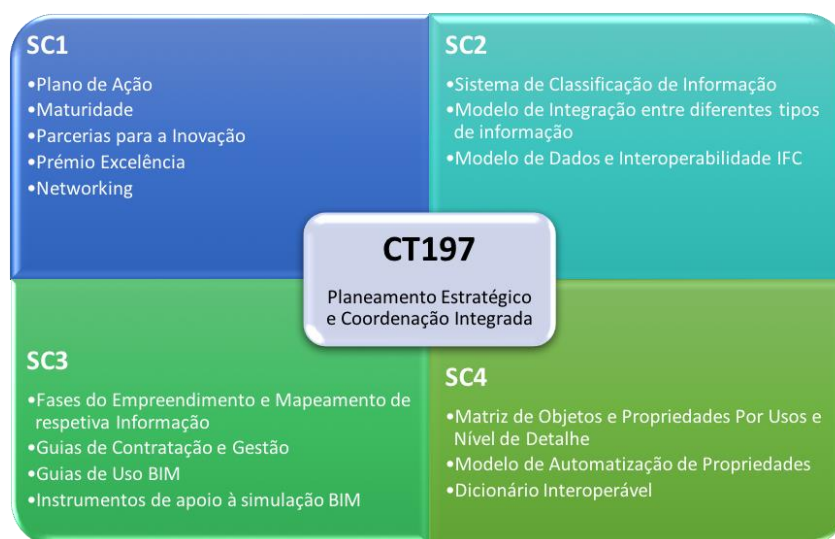 SC1
•Plano de Ação
•Maturidade
•Parcerias para a Inovação
•Prémio Excelência
•Networking
SC2
•Sistema de Classificação de Informação
•Modelo de Integração entre diferentes tipos
de informação
•Modelo de Dados e Interoperabilidade IFC
CT197
Planeamento Estratégico
e Coordenação Integrada
SC3
•Fases do Empreendimento e Mapeamento de
respetiva Informação
•Guias de Contratação e Gestão
•Guias de Uso BIM
•Instrumentos de apoio à simulação BIM
SC4
•Matriz de Objetos e Propriedades Por Usos e
Nível de Detalhe
•Modelo de Automatização de Propriedades
•Dicionário Interoperável